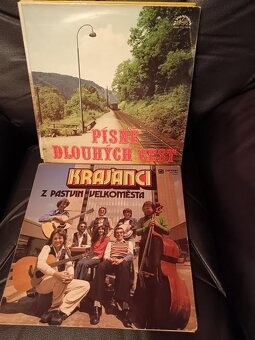 PÍSNĚ
DLOUHÝCH CEST
KRAJANCI
Z PASTVIN VELKOMĚSTA